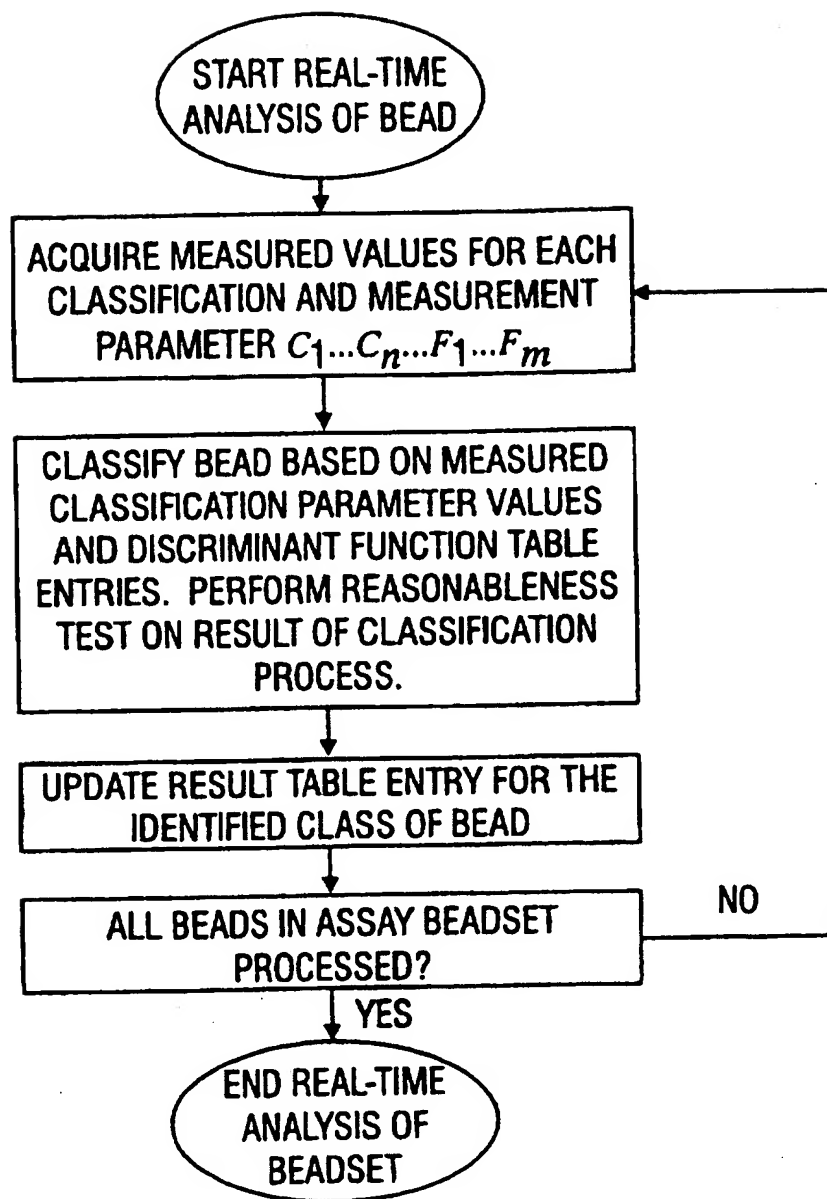 START REAL-TIME
ANALYSIS OF BEAD
ACQUIRE MEASURED VALUES FOR EACH
CLASSIFICATION AND MEASUREMENT
PARAMETER C1...Cn...F1...Fm
CLASSIFY BEAD BASED ON MEASURED
CLASSIFICATION PARAMETER VALUES
AND DISCRIMINANT FUNCTION TABLE
ENTRIES. PERFORM REASONABLENESS
TEST ON RESULT OF CLASSIFICATION
PROCESS.
UPDATE RESULT TABLE ENTRY FOR THE
IDENTIFIED CLASS OF BEAD
ALL BEADS IN ASSAY BEADSET
PROCESSED?
NO
YES
END REAL-TIME
ANALYSIS OF
BEADSET